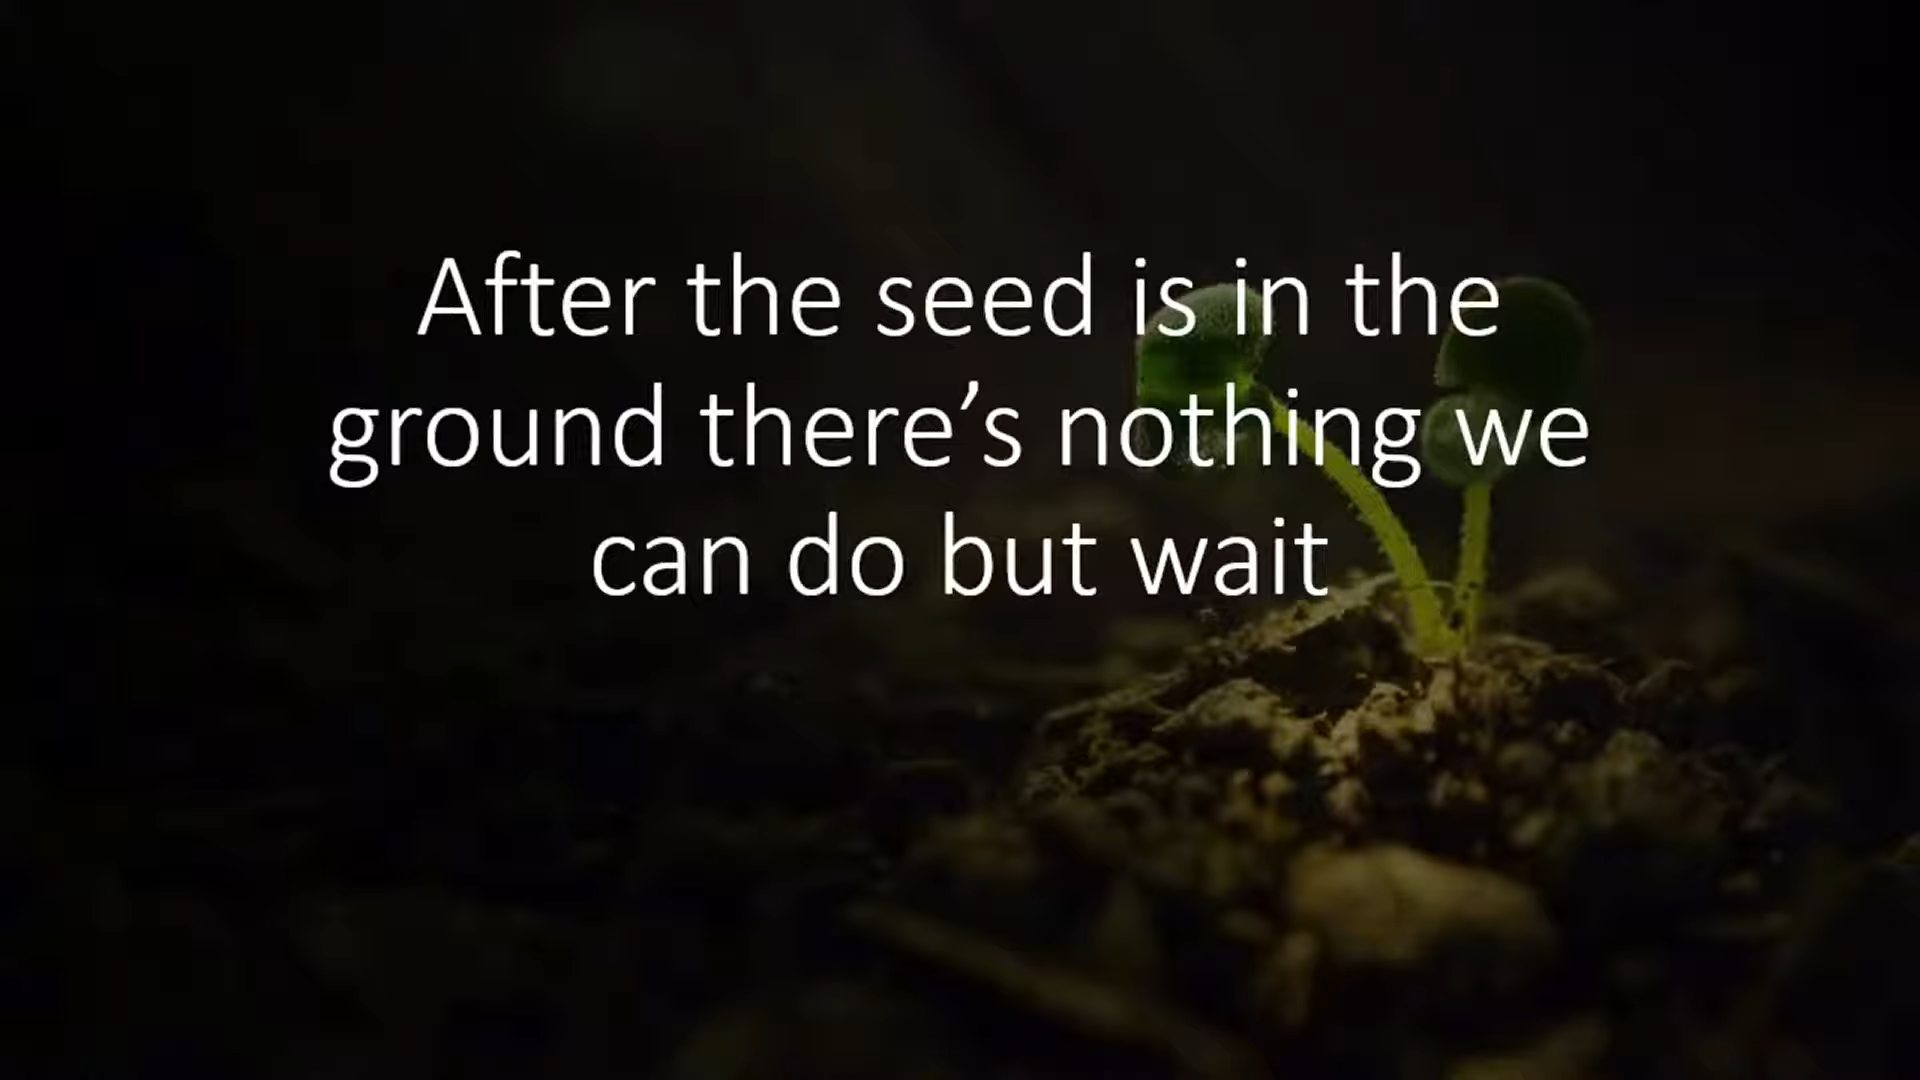 After the seed is in the
ground there’s nothing we
can do but wait